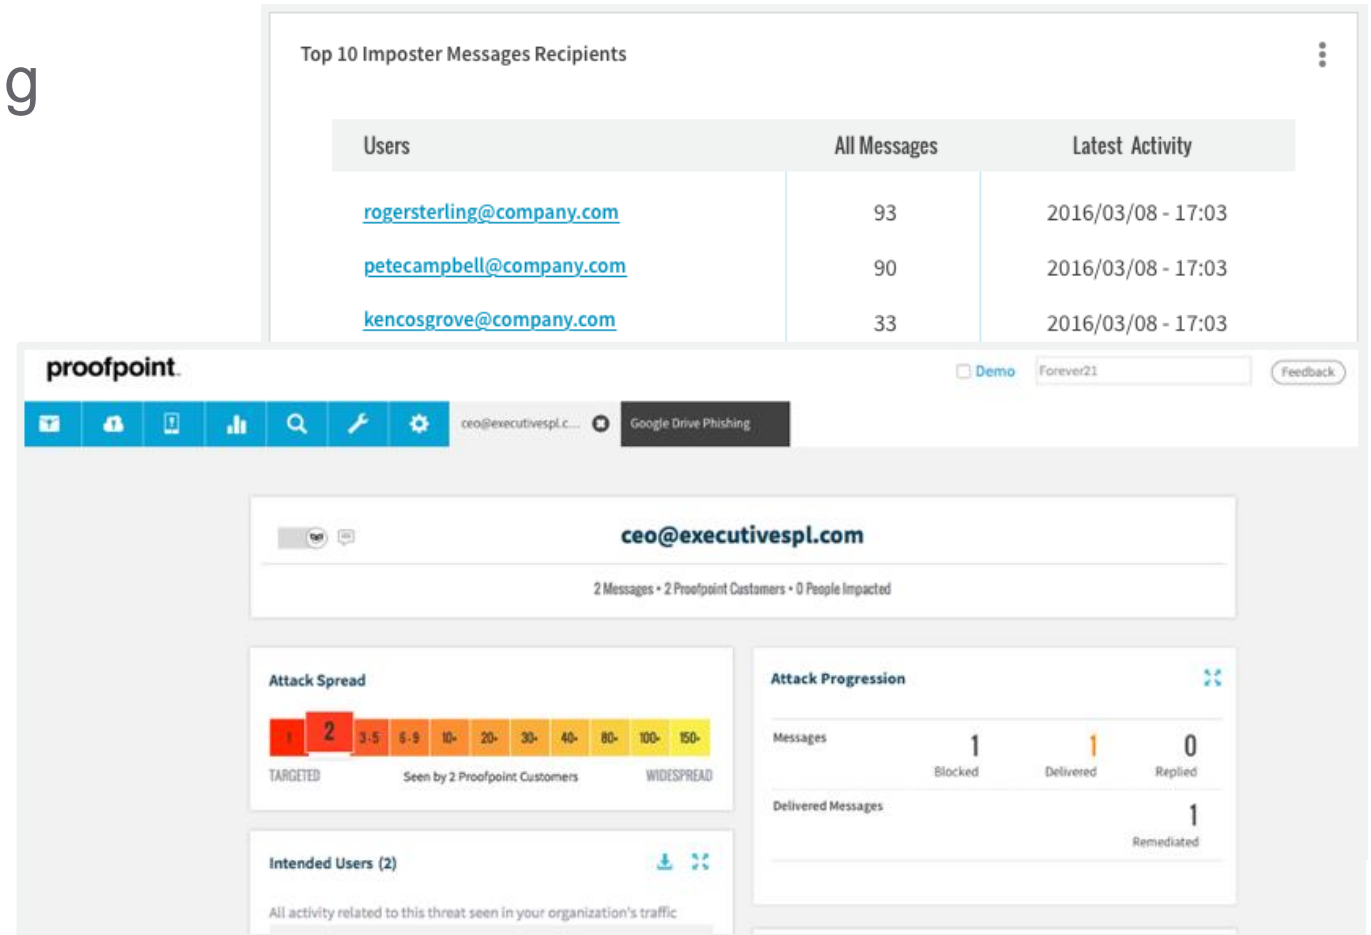 g
Top 10 Imposter Messages Recipients
Users All Messages Latest Activity
rogersterling@company.com 93 2016/03/08 - 17:03
petecampbell@company.com 90 2016/03/08 - 17:03
kencosgrove@company.com 33 2016/03/08 - 17:03
proofpoint. Demo Forever21 Feedback
ceo@executivespl.c... Google Drive Phishing
ceo@executivespl.com
2 Messages • 2 Proofpoint Customers • 0 People Impacted
Attack Spread
1 2 3-5 6-9 10+ 20+ 30+ 40+ 80+ 100+ 150+
TARGETED Seen by 2 Proofpoint Customers WIDESPREAD
Attack Progression
Messages 1 1 0
Blocked Delivered Replied
Delivered Messages 1
Remediated
Intended Users (2)
All activity related to this threat seen in your organization's traffic